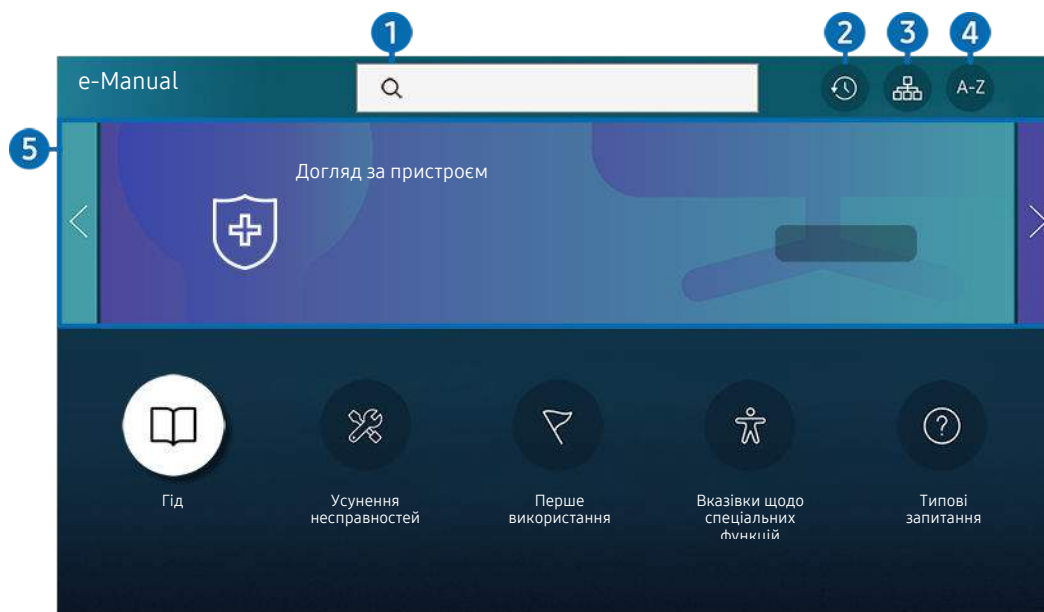 1
2
3
4
e-Manual
A-Z
5
Догляд за пристроєм
Гід
Усунення
несправностей
Перше
використання
Вказівки щодо
спеціальних
функцій
Типові
запитання